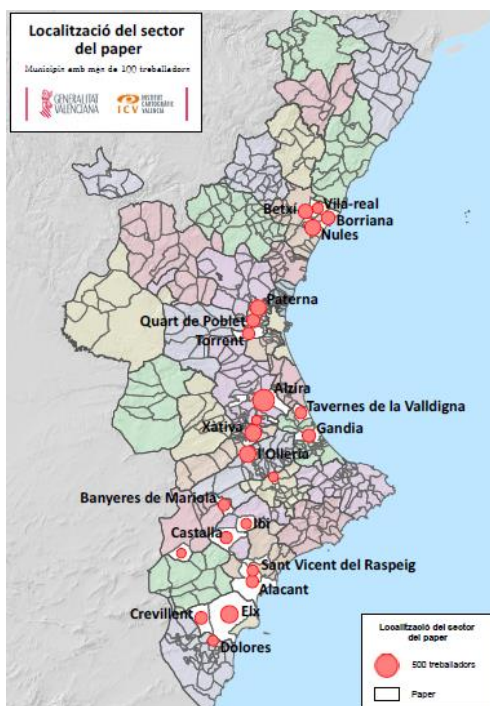 Localització del sector
del paper
Municipis amb més de 100 treballadors
GENERALITAT
VALENCIANA
ICV
INSTITUT
CARTOGRÀFIC
VALENCIÀ
Betxí
Vila-real
Borriana
Nules
Paterna
Quart de Poblet
Torrent
Alzira
Tavernes de la Valldigna
Xàtiva
Gandia
l'Olleria
Banyeres de Mariola
Ibi
Castalla
Sant Vicent del Raspeig
Alacant
Crevillent
Elx
Dolores
Localització del sector
del paper
500 treballadors
Paper